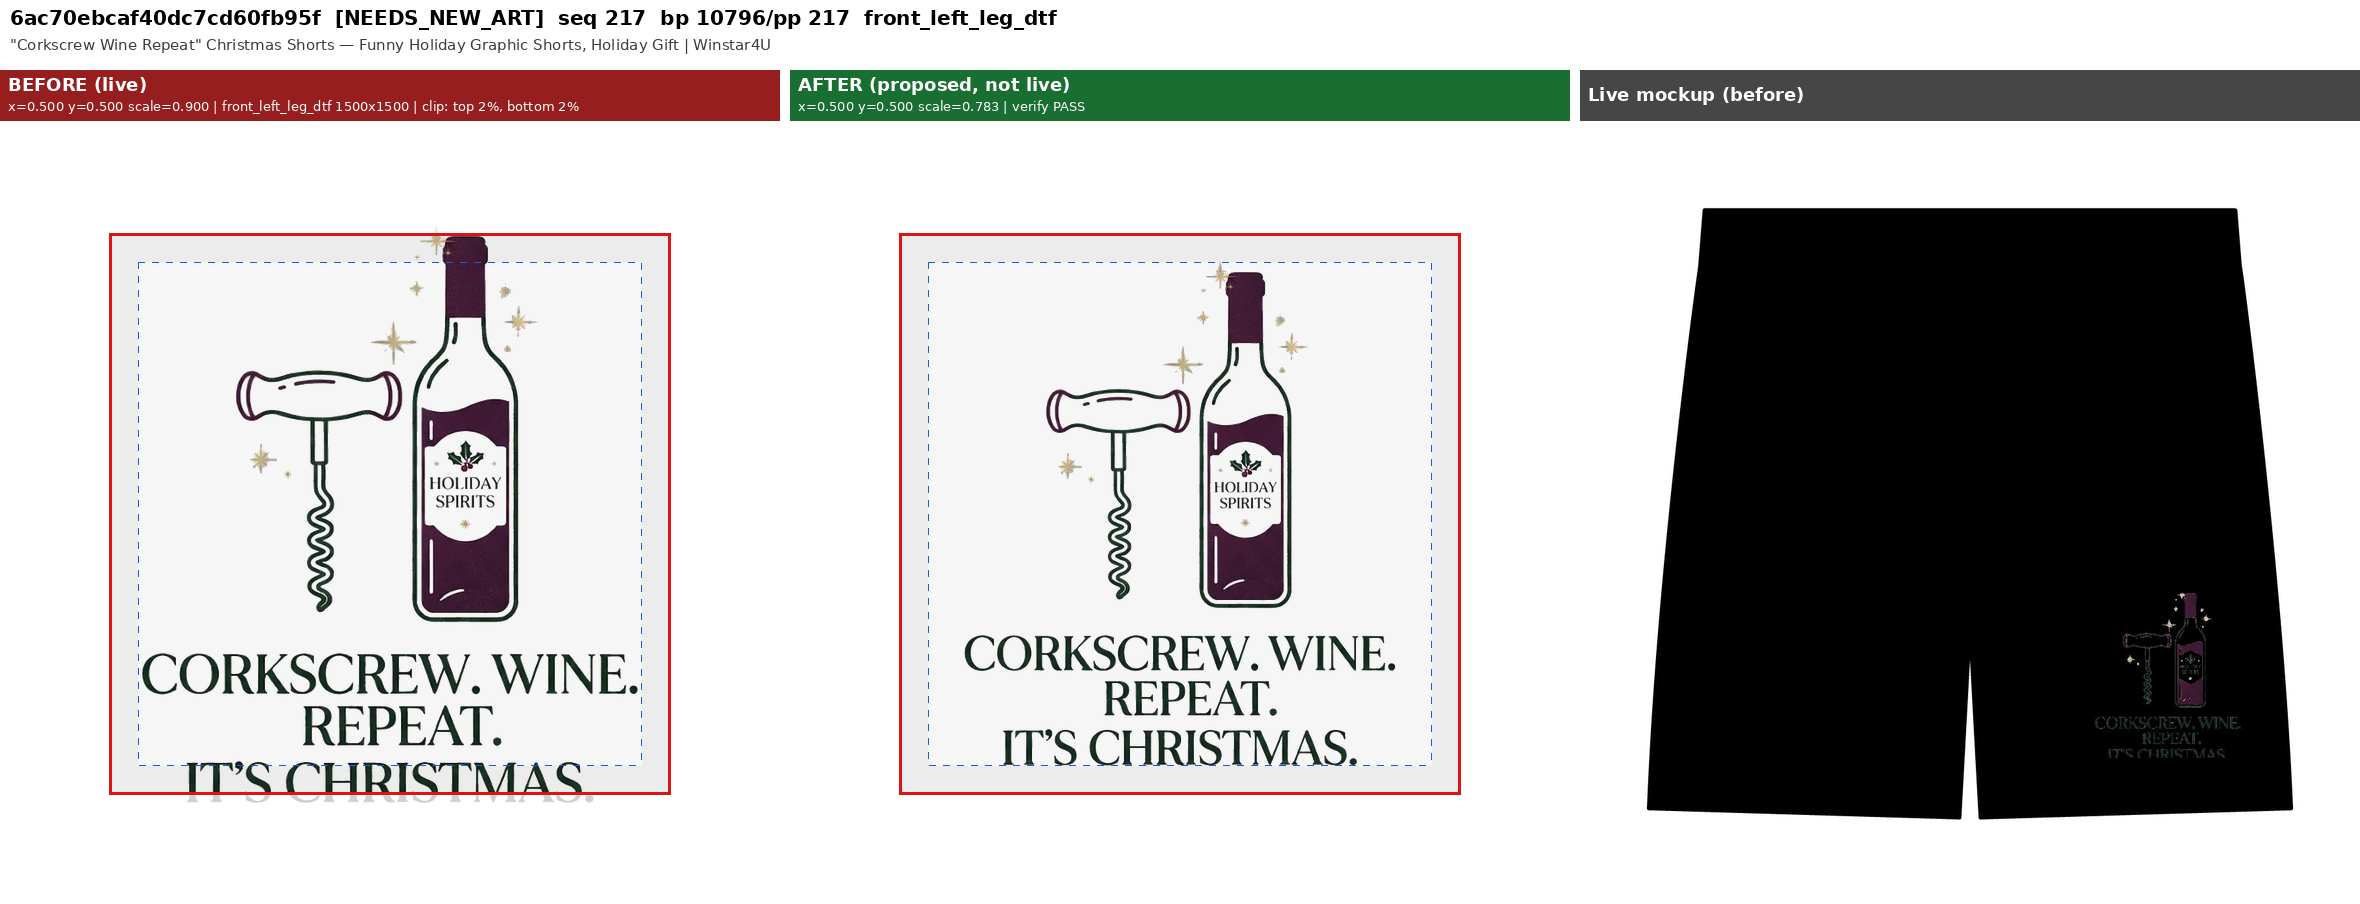 6ac70ebcaf40dc7cd60fb95f [NEEDS_NEW_ART] seq 217 bp 10796/pp 217 front_left_leg_dtf
"Corkscrew Wine Repeat" Christmas Shorts — Funny Holiday Graphic Shorts, Holiday Gift | Winstar4U
BEFORE (live)
x=0.500 y=0.500 scale=0.900 | front_left_leg_dtf 1500x1500 | clip: top 2%, bottom 2%
HOLIDAY
SPIRITS
CORKSCREW. WINE.
REPEAT.
IT'S CHRISTMAS.
AFTER (proposed, not live)
x=0.500 y=0.500 scale=0.783 | verify PASS
HOLIDAY
SPIRITS
CORKSCREW. WINE.
REPEAT.
IT'S CHRISTMAS.
Live mockup (before)
CORKSCREW. WINE.
REPEAT.
IT'S CHRISTMAS